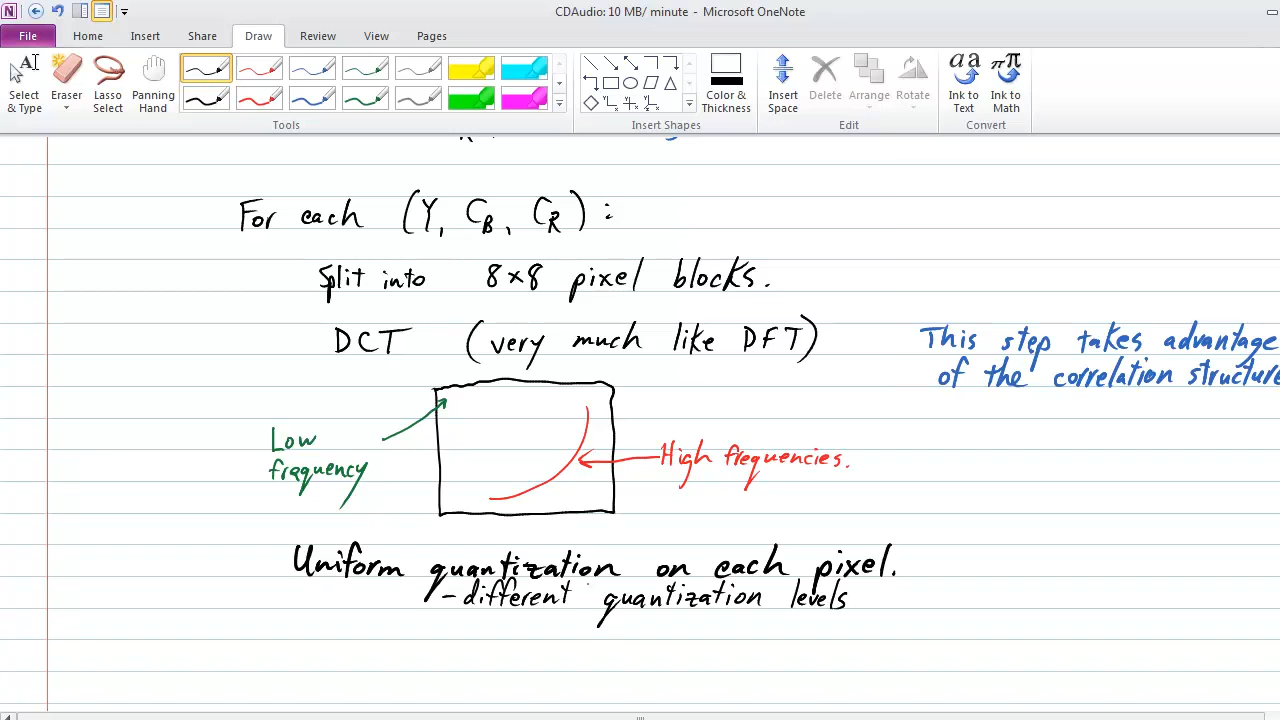 CDAudio: 10 MB/ minute - Microsoft OneNote
File Home Insert Share Draw Review View Pages
Select & Type
Eraser
Lasso Select
Panning Hand
Color & Thickness
Insert Space
Delete
Arrange
Rotate
Ink to Text
Ink to Math
Tools
Insert Shapes
Edit
Convert
For each (Y, CB, CR) :
Split into 8×8 pixel blocks.
DCT (very much like DFT)
This step takes advantage
of the correlation structure
Low
frequency
High frequencies.
Uniform quantization on each pixel.
- different quantization levels